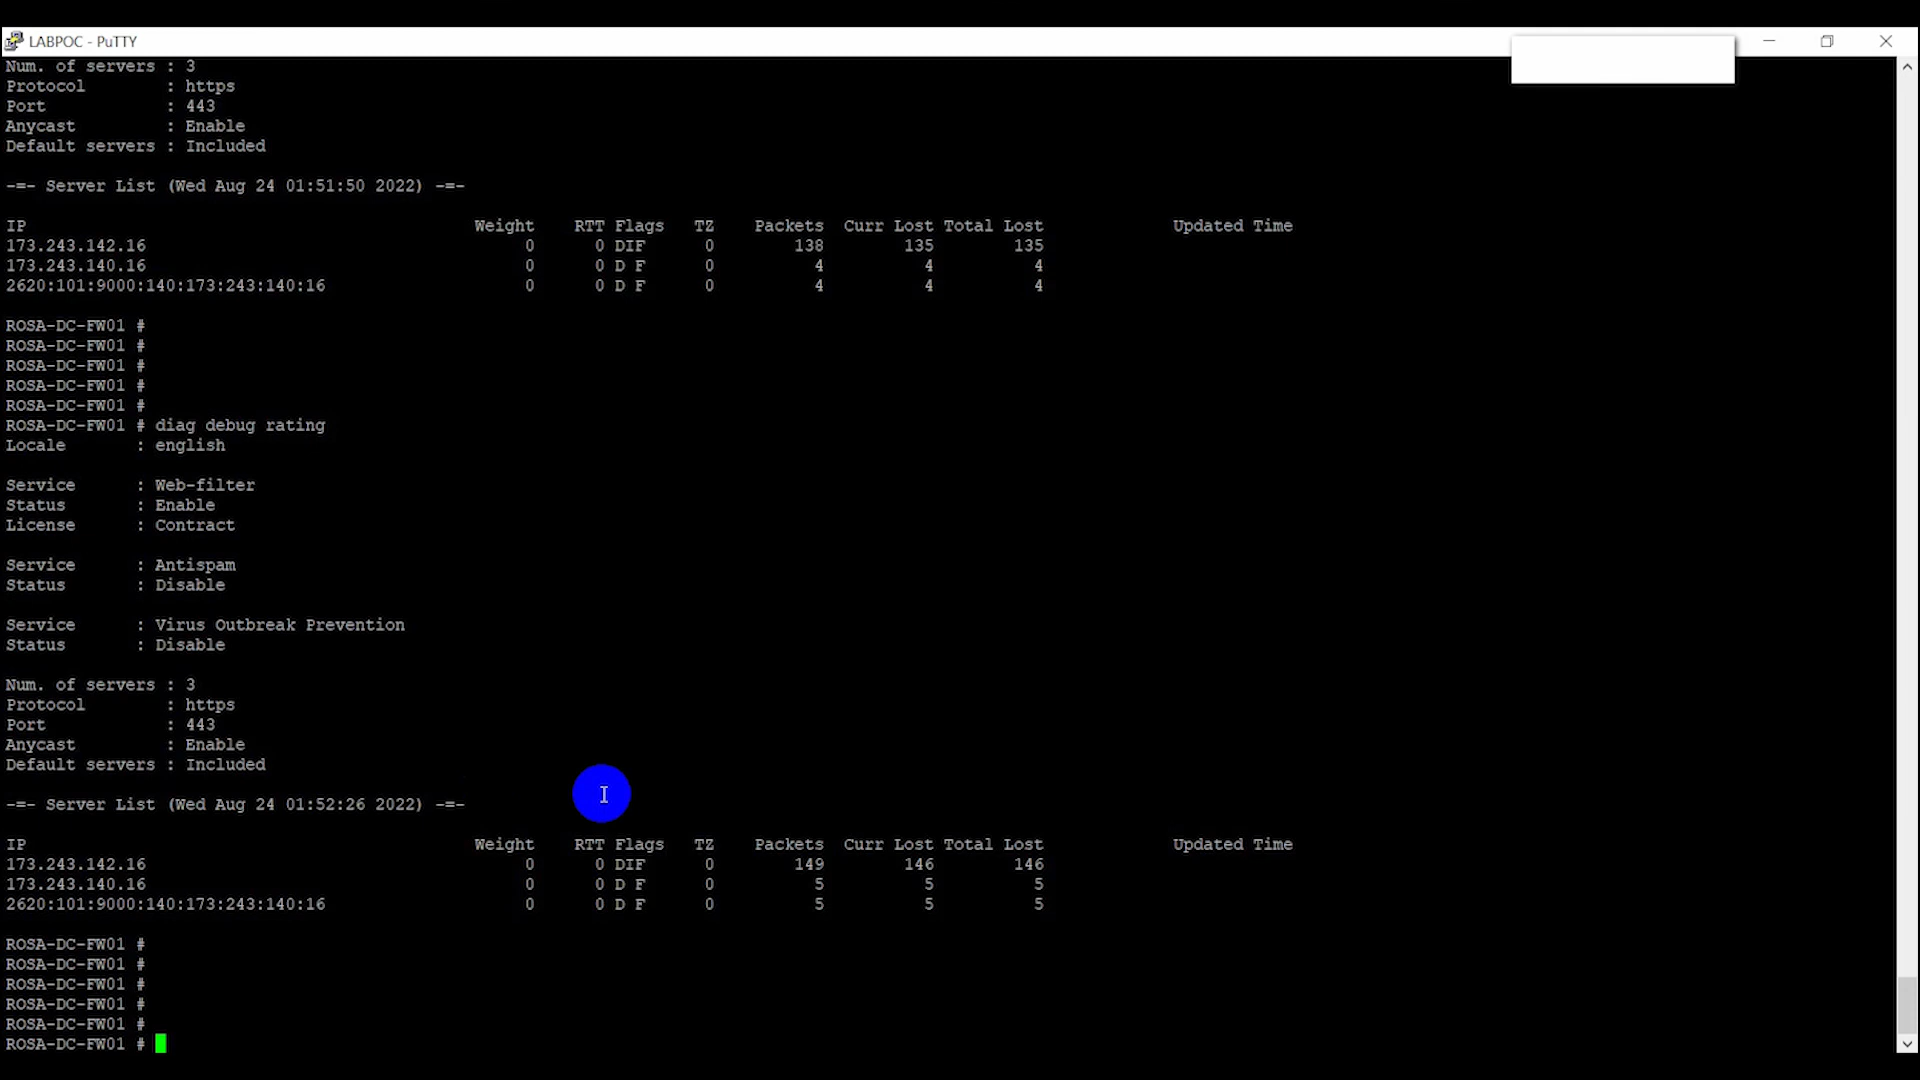 LABPOC - PuTTY
Num. of servers : 3
Protocol : https
Port : 443
Anycast : Enable
Default servers : Included
-=- Server List (Wed Aug 24 01:51:50 2022) -=-
IP Weight RTT Flags TZ Packets Curr Lost Total Lost Updated Time
173.243.142.16 0 0 DIF 0 138 135 135
173.243.140.16 0 0 D F 0 4 4 4
2620:101:9000:140:173:243:140:16 0 0 D F 0 4 4 4
ROSA-DC-FW01 #
ROSA-DC-FW01 #
ROSA-DC-FW01 #
ROSA-DC-FW01 #
ROSA-DC-FW01 #
ROSA-DC-FW01 # diag debug rating
Locale : english
Service : Web-filter
Status : Enable
License : Contract
Service : Antispam
Status : Disable
Service : Virus Outbreak Prevention
Status : Disable
Num. of servers : 3
Protocol : https
Port : 443
Anycast : Enable
Default servers : Included
-=- Server List (Wed Aug 24 01:52:26 2022) -=-
IP Weight RTT Flags TZ Packets Curr Lost Total Lost Updated Time
173.243.142.16 0 0 DIF 0 149 146 146
173.243.140.16 0 0 D F 0 5 5 5
2620:101:9000:140:173:243:140:16 0 0 D F 0 5 5 5
ROSA-DC-FW01 #
ROSA-DC-FW01 #
ROSA-DC-FW01 #
ROSA-DC-FW01 #
ROSA-DC-FW01 #
ROSA-DC-FW01 #